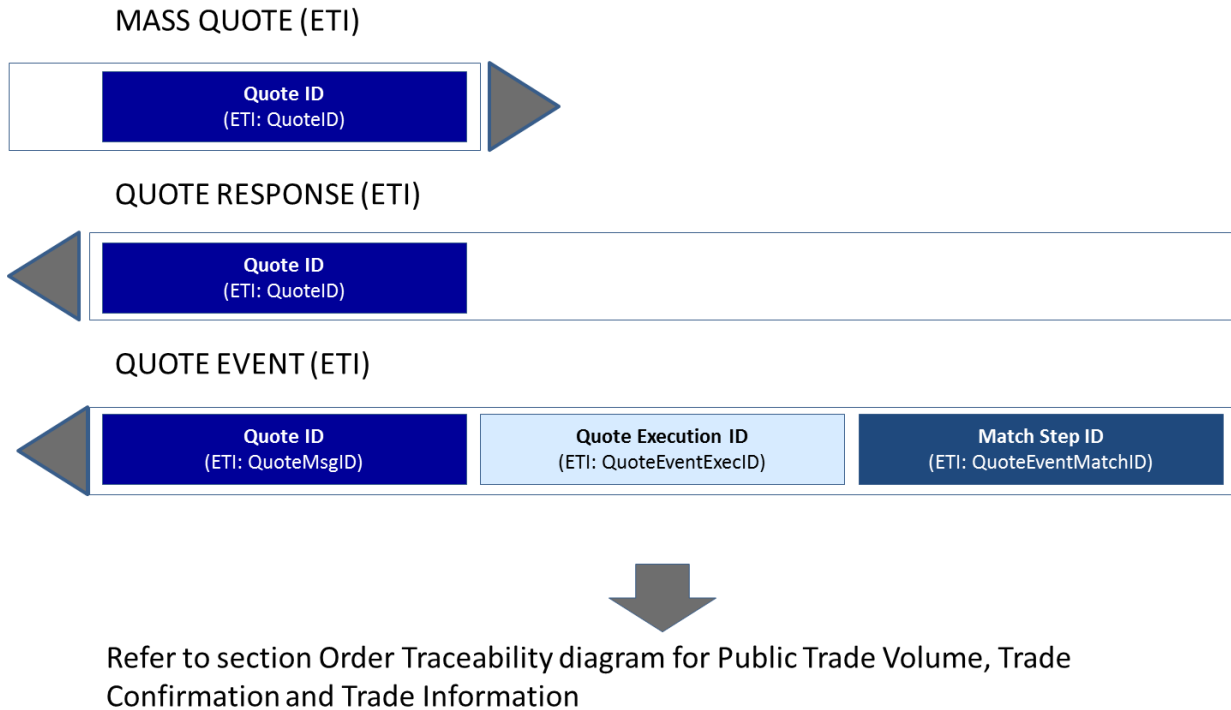 MASS QUOTE (ETI)
Quote ID
(ETI: QuoteID)
QUOTE RESPONSE (ETI)
Quote ID
(ETI: QuoteID)
QUOTE EVENT (ETI)
Quote ID
(ETI: QuoteMsgID)
Quote Execution ID
(ETI: QuoteEventExecID)
Match Step ID
(ETI: QuoteEventMatchID)
Refer to section Order Traceability diagram for Public Trade Volume, Trade
Confirmation and Trade Information